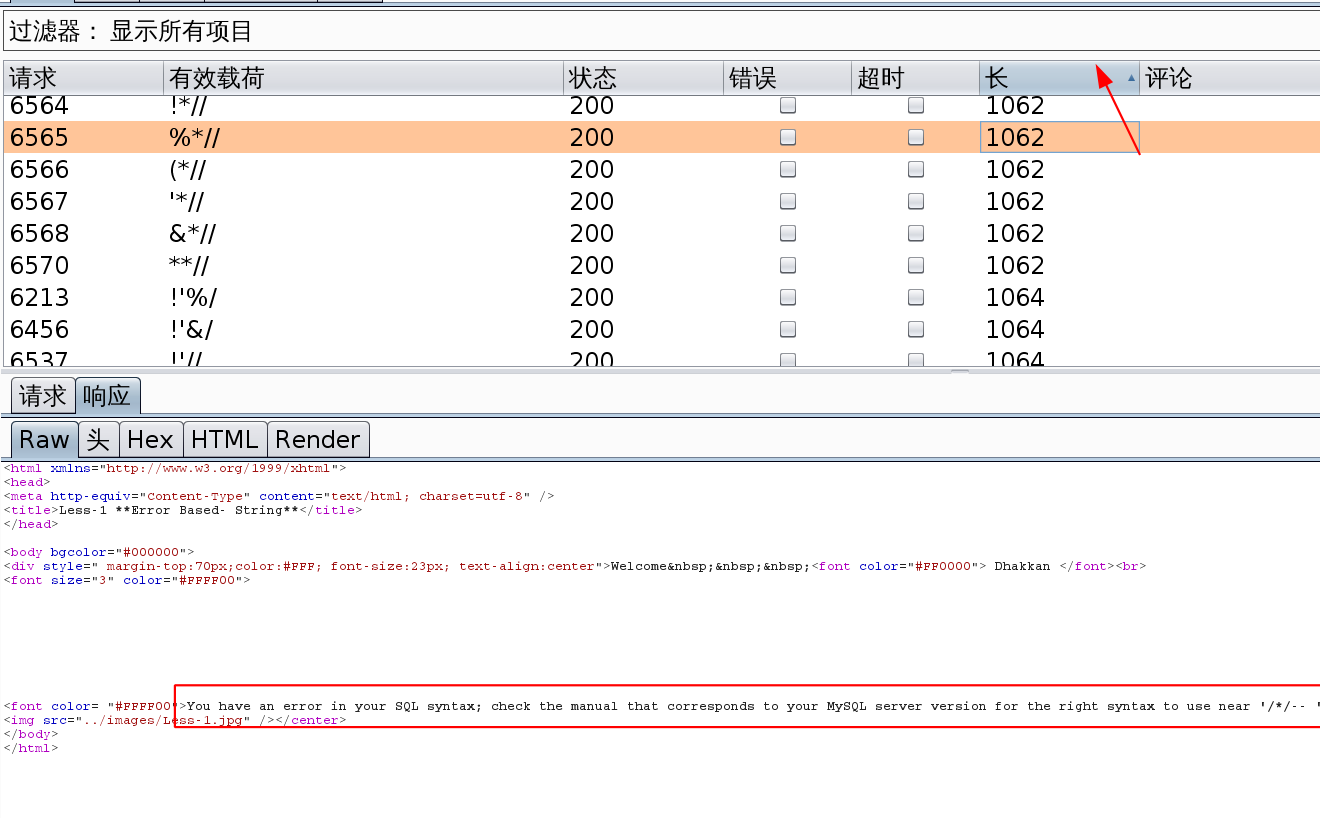 过滤器： 显示所有项目
请求 有效载荷 状态 错误 超时 长 评论
6564 !*// 200 1062
6565 %*// 200 1062
6566 (*// 200 1062
6567 '*// 200 1062
6568 &*// 200 1062
6570 **// 200 1062
6213 !'%/ 200 1064
6456 !'&/ 200 1064
6537 !'// 200 1064
请求 响应
Raw 头 Hex HTML Render
<html xmlns="http://www.w3.org/1999/xhtml">
<head>
<meta http-equiv="Content-Type" content="text/html; charset=utf-8" />
<title>Less-1 **Error Based- String**</title>
</head>
<body bgcolor="#000000">
<div style=" margin-top:70px;color:#FFF; font-size:23px; text-align:center">Welcome&nbsp;&nbsp;&nbsp;<font color="#FF0000"> Dhakkan </font><br>
<font size="3" color="#FFFF00">
<font color= "#FFFF00">You have an error in your SQL syntax; check the manual that corresponds to your MySQL server version for the right syntax to use near '/*/-- '
<img src="../images/Less-1.jpg" /></center>
</body>
</html>